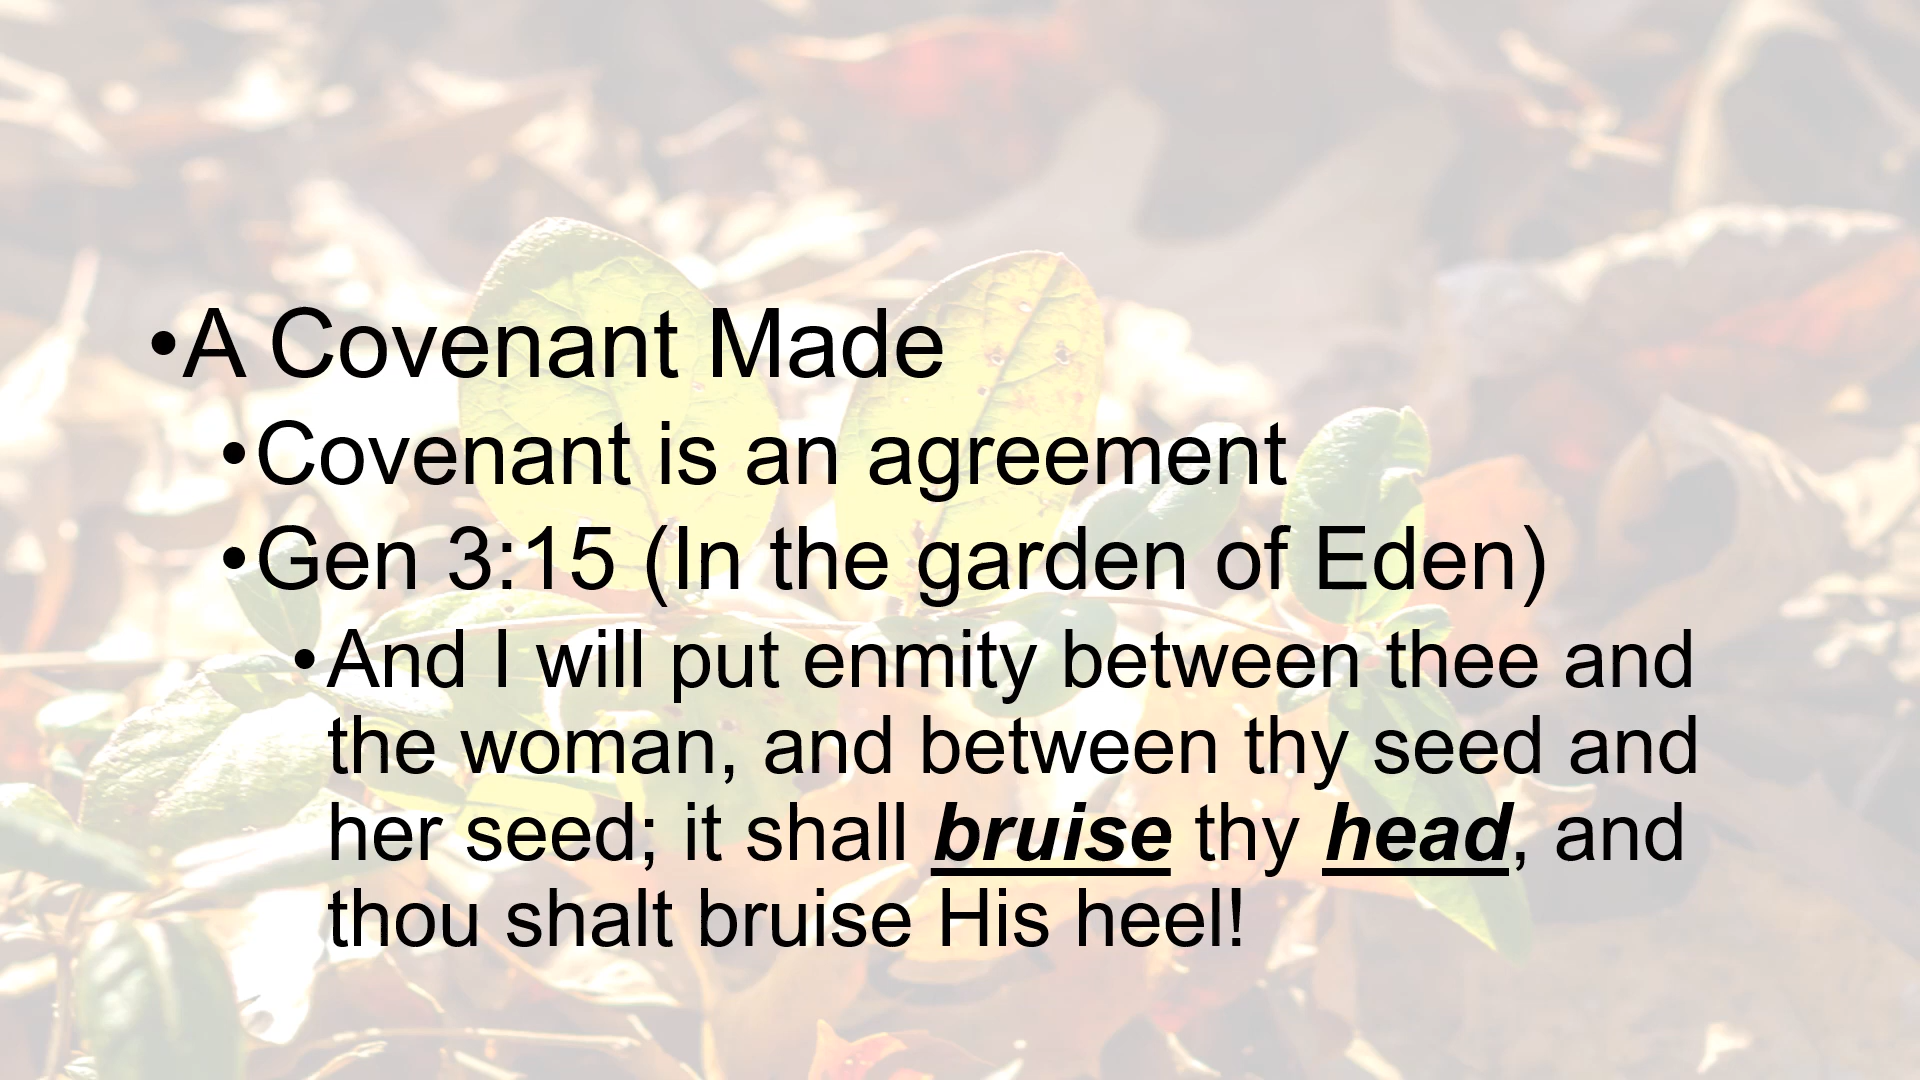 •A Covenant Made
•Covenant is an agreement
•Gen 3:15 (In the garden of Eden)
•And I will put enmity between thee and
the woman, and between thy seed and
her seed; it shall bruise thy head, and
thou shalt bruise His heel!